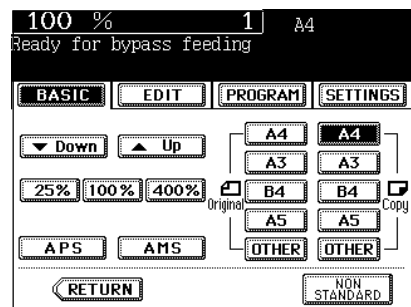 100 % 1 A4
Ready for bypass feeding
BASIC EDIT PROGRAM SETTINGS
Down Up
A4 A4
A3 A3
25% 100% 400%
Original B4 B4 Copy
A5 A5
APS AMS OTHER OTHER
RETURN NON STANDARD